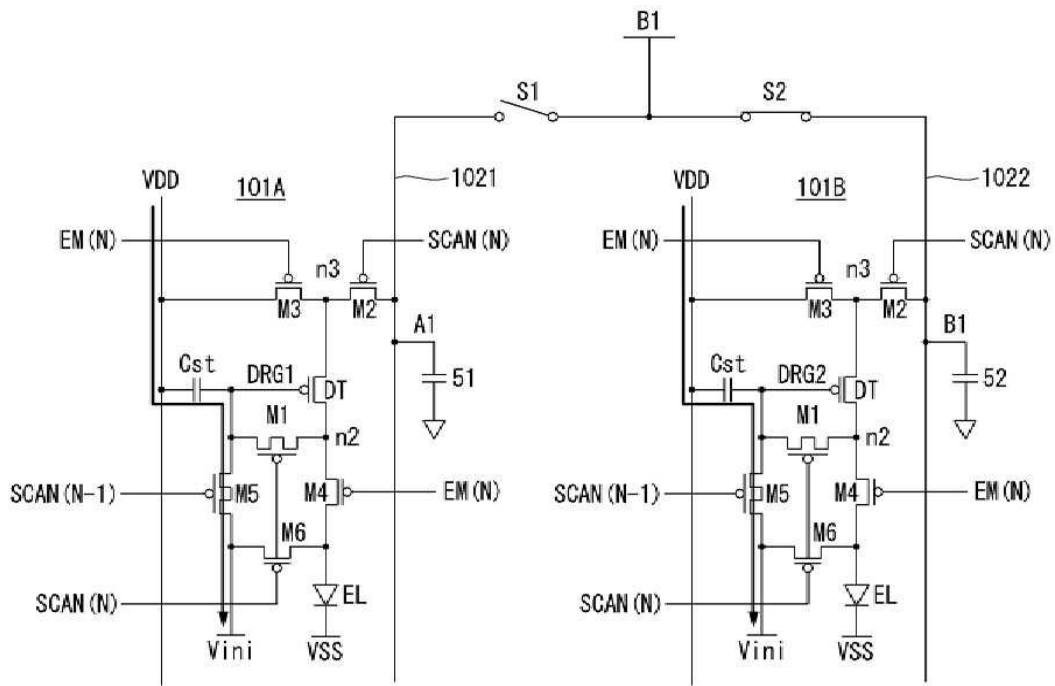 B1
S1
S2
VDD
101A
1021
VDD
101B
1022
EM(N)
SCAN(N)
EM(N)
SCAN(N)
n3
n3
M3
M2
M3
M2
A1
B1
Cst
DRG1
DT
51
Cst
DRG2
DT
52
M1
n2
M1
n2
SCAN(N-1)
M5
M4
EM(N)
SCAN(N-1)
M5
M4
EM(N)
M6
M6
SCAN(N)
EL
SCAN(N)
EL
Vini
VSS
Vini
VSS